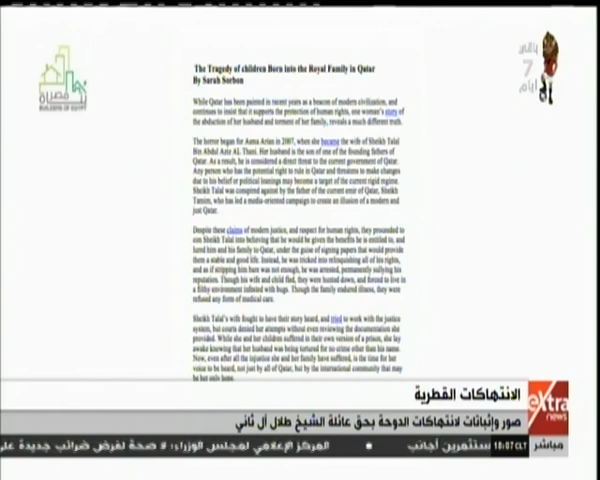 باقي
7
أيام
BUILDERS OF EGYPT
The Tragedy of children Born into the Royal Family in Qatar
By Sarah Sorbon
While Qatar has been painted in recent years as a beacon of modern civilization, and
continues to insist that it supports the protection of human rights, one woman's story of
the abduction of her husband and torment of her family, reveals a much different truth.
The horror began for Asma Arian in 2007, when she became the wife of Sheikh Talal
Bin Abdul Aziz AL Thani. Her husband is the son of one of the founding fathers of
Qatar. As a result, he is considered a direct threat to the current government of Qatar.
Any person who has the potential right to rule in Qatar and threatens to make changes
due to his belief or political leanings may become a target of the current rigid regime.
Sheikh Talal was conspired against by the father of the current emir of Qatar, Sheikh
Tamim, who has led a media-oriented campaign to create an illusion of a modern and
just Qatar.
Despite these claims of modern justice, and respect for human rights, they proceeded to
con Sheikh Talal into believing that he would be given the benefits he is entitled to, and
lured him and his family to Qatar, under the guise of signing papers that would provide
them a stable and good life. Instead, he was tricked into relinquishing all of his rights,
and as if stripping him bare was not enough, he was arrested, permanently sullying his
reputation. Though his wife and child fled, they were hunted down, and forced to live in
a filthy environment infested with bugs. Though the family endured illness, they were
refused any form of medical care.
Sheikh Talal's wife fought to have their story heard, and tried to work with the justice
system, but courts denied her attempts without even reviewing the documentation she
provided. While she and her children suffered in their own version of a prison, she lay
awake knowing that her husband was being tortured for no crime other than his name.
Now, even after all the injustice she and her family have suffered, is the time for her
voice to be heard, not just by all of Qatar, but by the international community that may
be her only hope.
الانتهاكات القطرية
eXtra
news
صور وإثباتات لانتهاكات الدوحة بحق عائلة الشيخ طلال آل ثاني
مباشر
10:07 CLT
ستثمرين أجانب
المركز الإعلامي لمجلس الوزراء: لا صحة لفرض ضرائب جديدة على